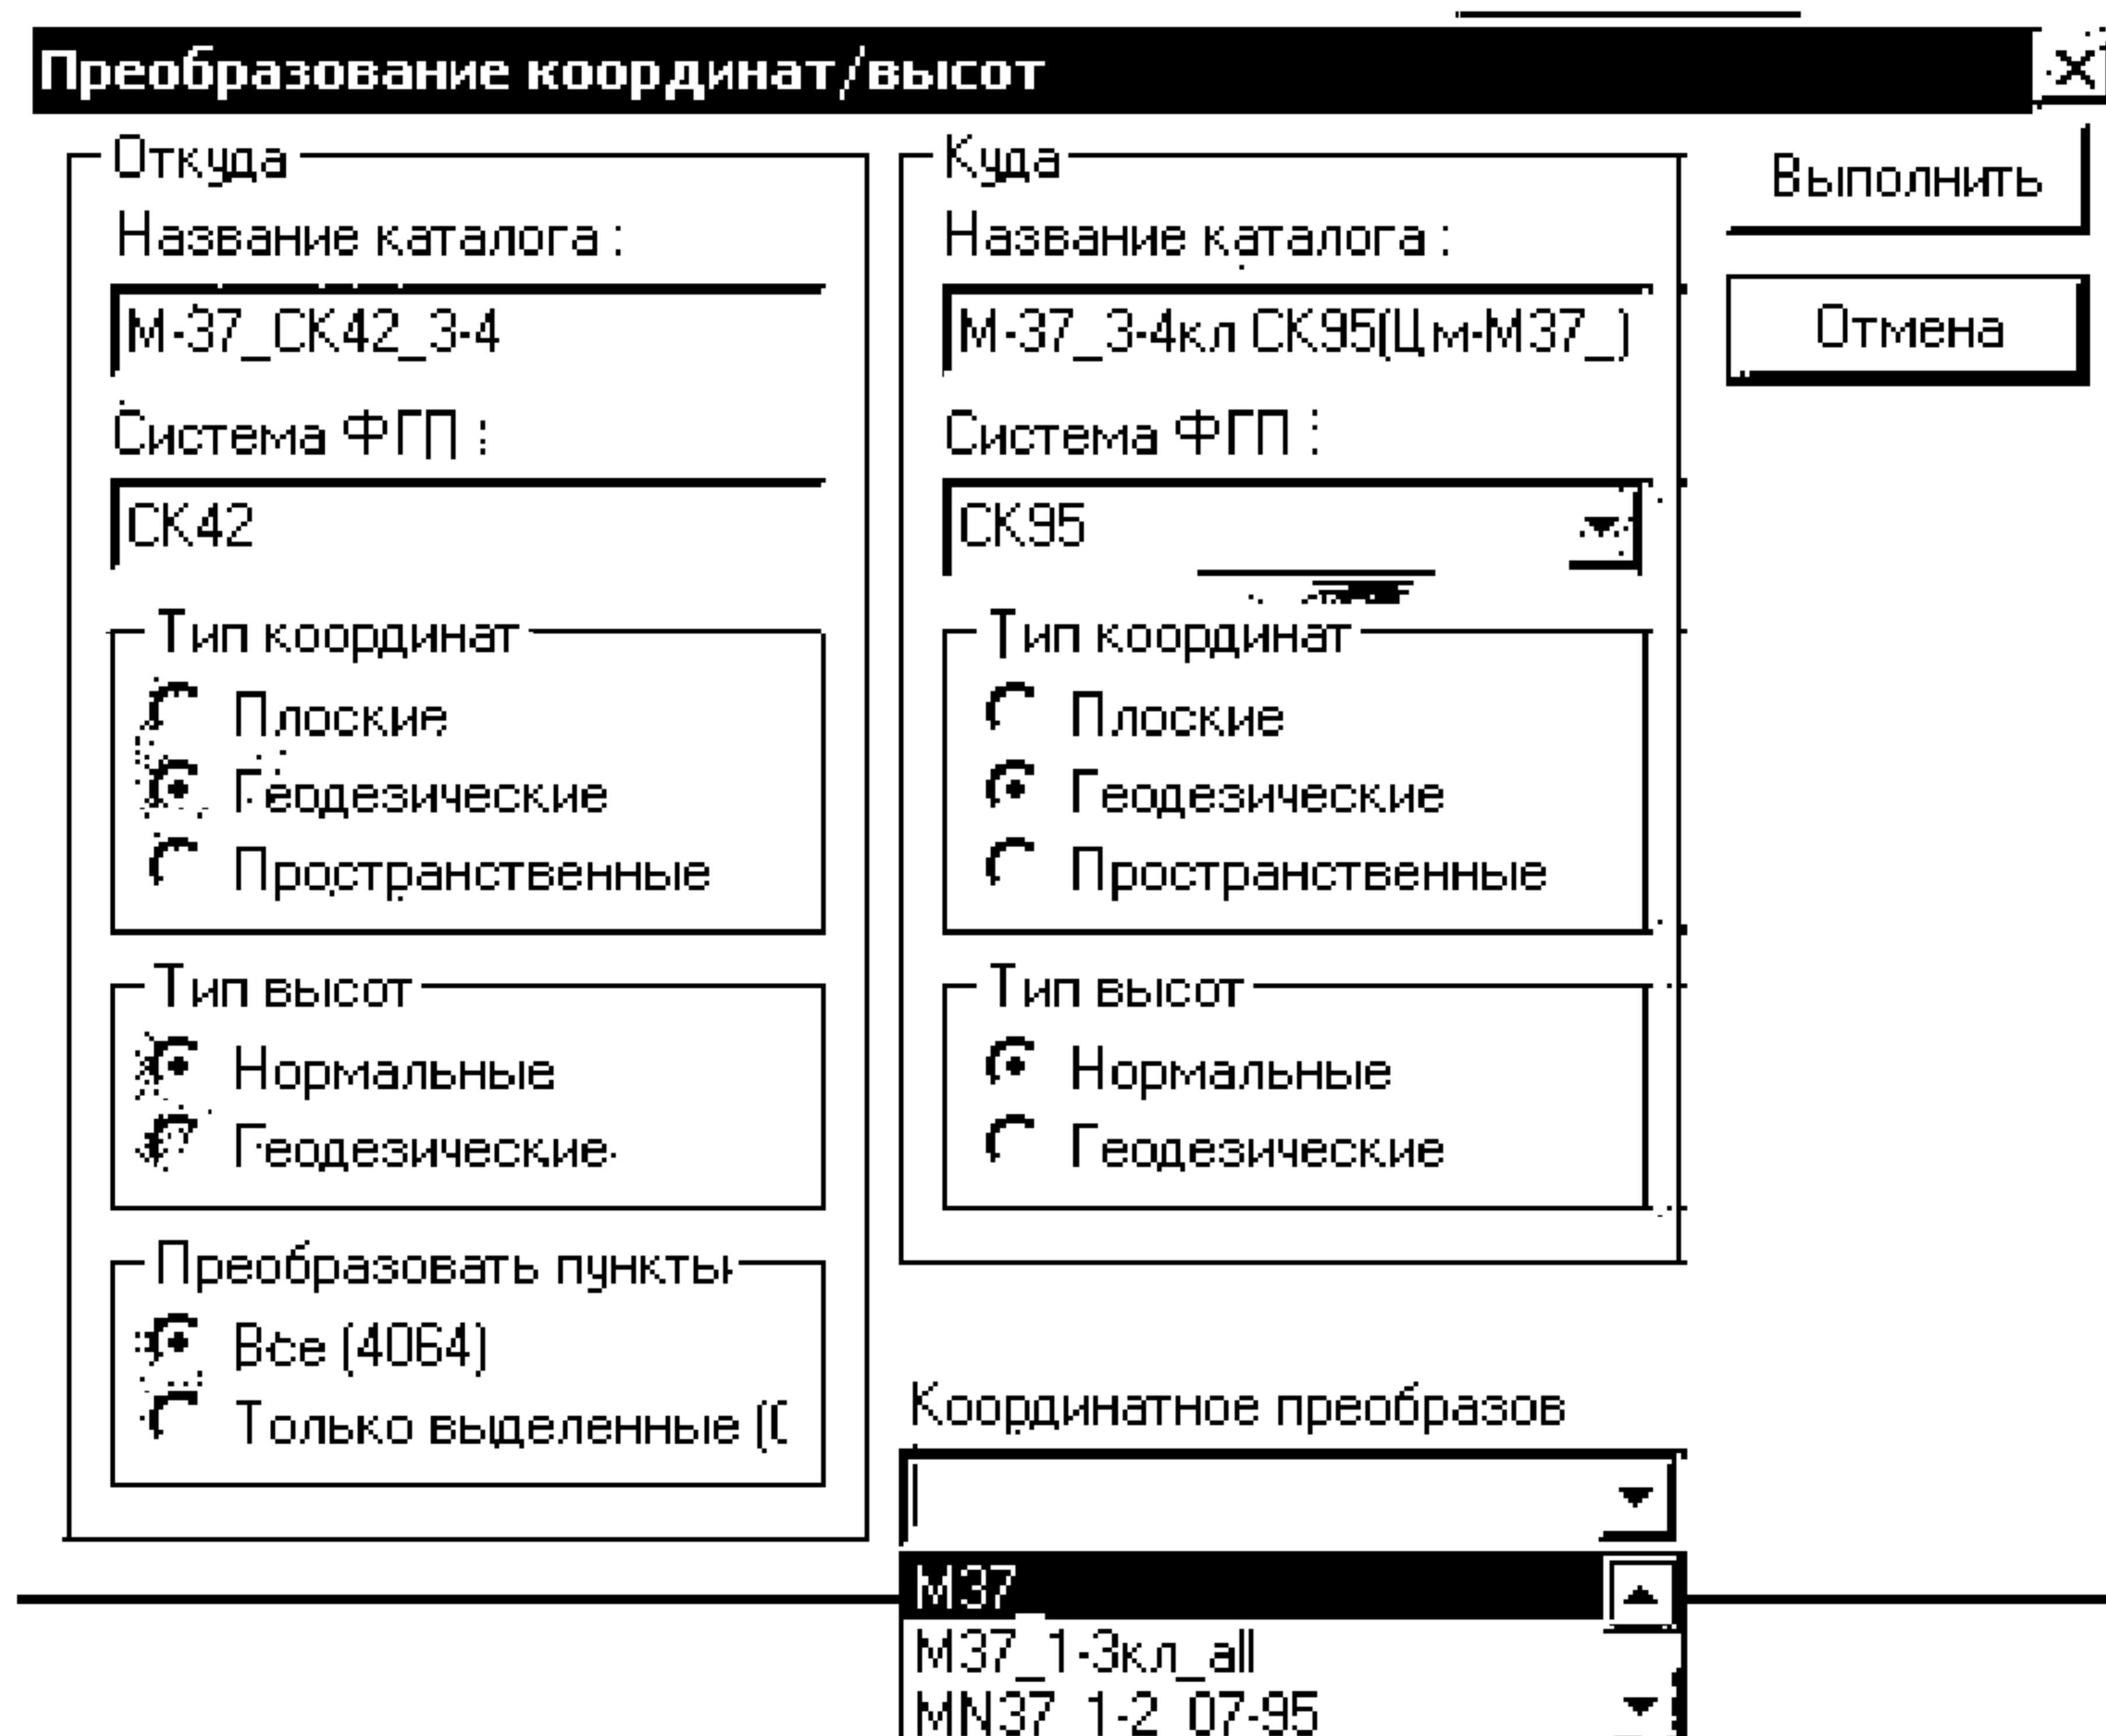 Преобразование координат/высот
Откуда
Название каталога :
М-37_СК42_3-4
Система ФГП :
СК42
Тип координат
Плоские
Геодезические
Пространственные
Тип высот
Нормальные
Геодезические
Преобразовать пункты
Все (4064)
Только выделенные ((
Куда
Название каталога :
М-37_3-4кл СК95(Цм-М37_)
Система ФГП :
СК95
Тип координат
Плоские
Геодезические
Пространственные
Тип высот
Нормальные
Геодезические
Координатное преобразов
М37
М37_1-3кл_all
MN37_1-2_07-95
Выполнить
Отмена